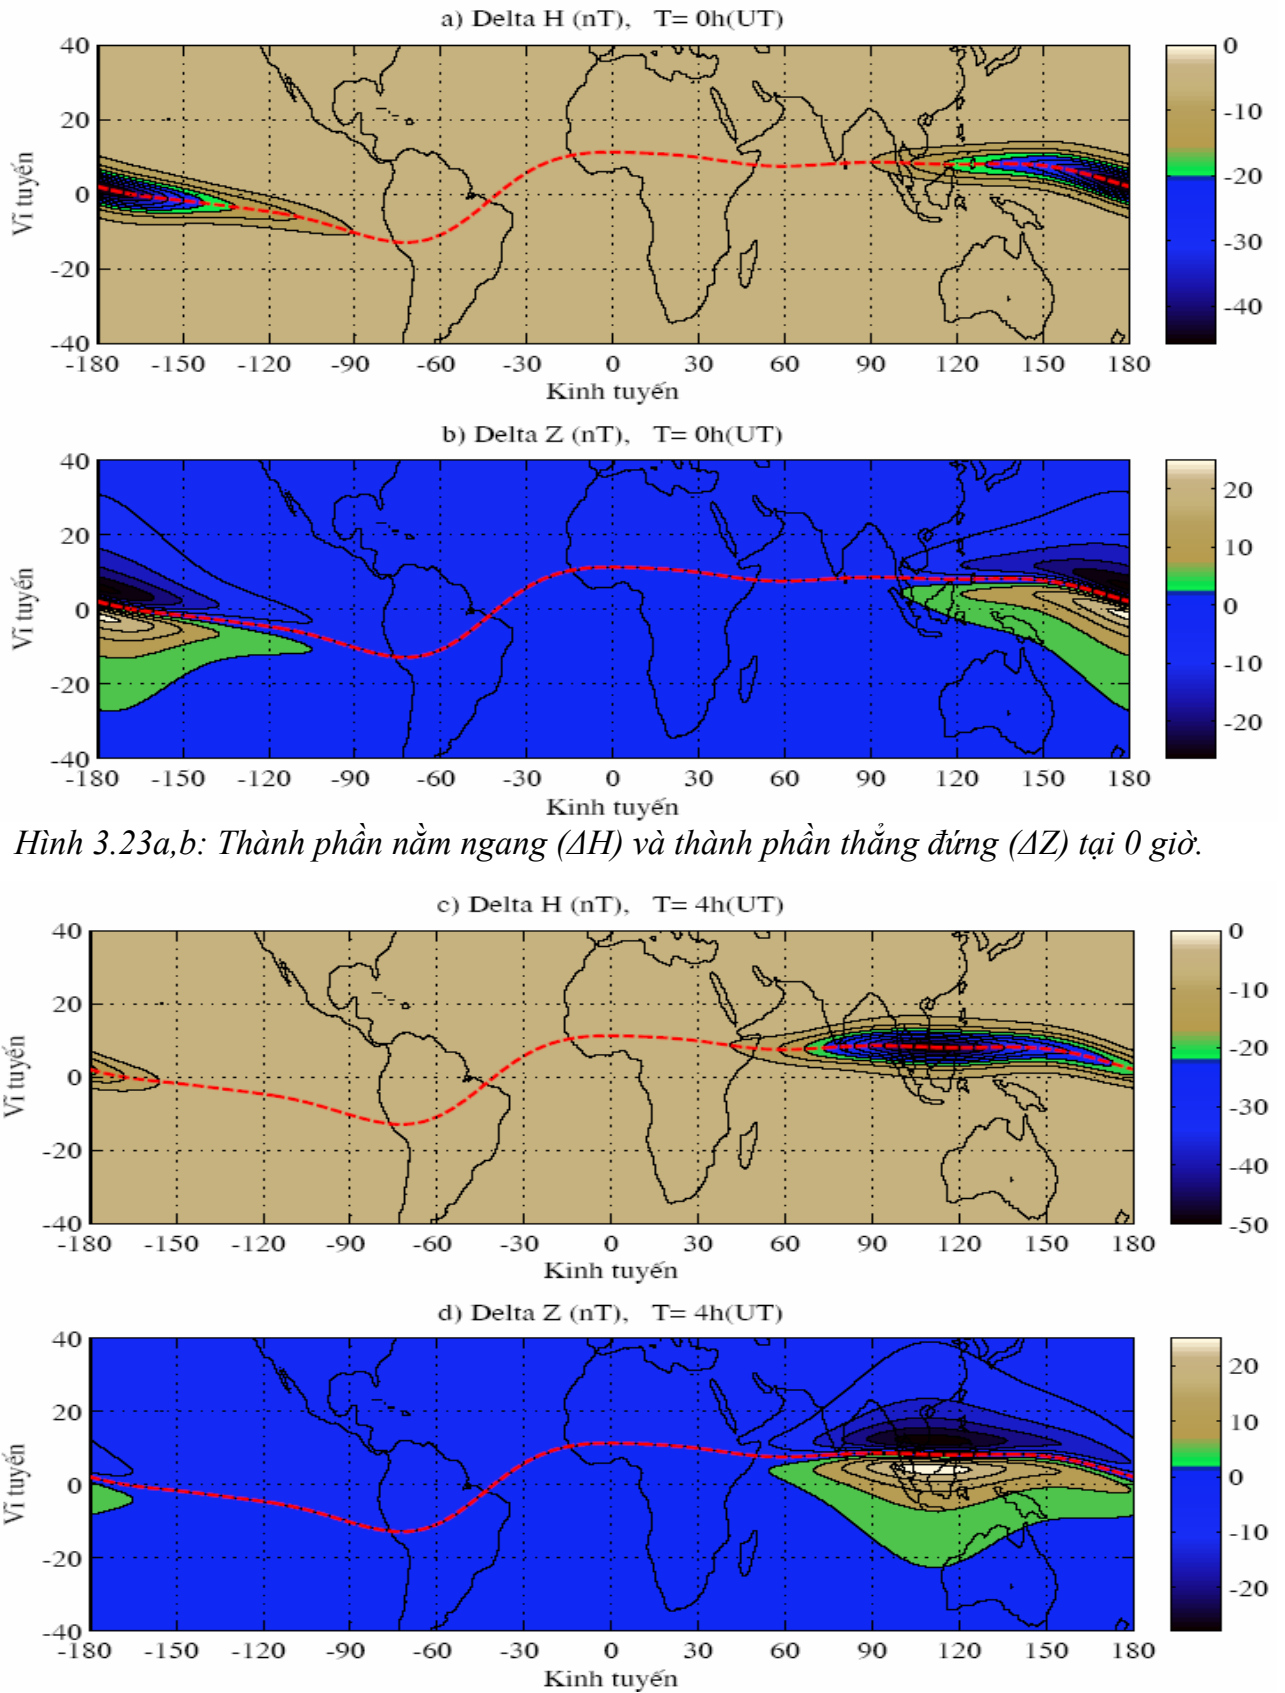 a) Delta H (nT),   T= 0h(UT)
40
20
0
-20
-40
Vĩ tuyến
-180 -150 -120 -90 -60 -30 0 30 60 90 120 150 180
Kinh tuyến
0
-10
-20
-30
-40
b) Delta Z (nT),   T= 0h(UT)
40
20
0
-20
-40
Vĩ tuyến
-180 -150 -120 -90 -60 -30 0 30 60 90 120 150 180
Kinh tuyến
20
10
0
-10
-20
Hình 3.23a,b: Thành phần nằm ngang (ΔH) và thành phần thẳng đứng (ΔZ) tại 0 giờ.
c) Delta H (nT),   T= 4h(UT)
40
20
0
-20
-40
Vĩ tuyến
-180 -150 -120 -90 -60 -30 0 30 60 90 120 150 180
Kinh tuyến
0
-10
-20
-30
-40
-50
d) Delta Z (nT),   T= 4h(UT)
40
20
0
-20
-40
Vĩ tuyến
-180 -150 -120 -90 -60 -30 0 30 60 90 120 150 180
Kinh tuyến
20
10
0
-10
-20